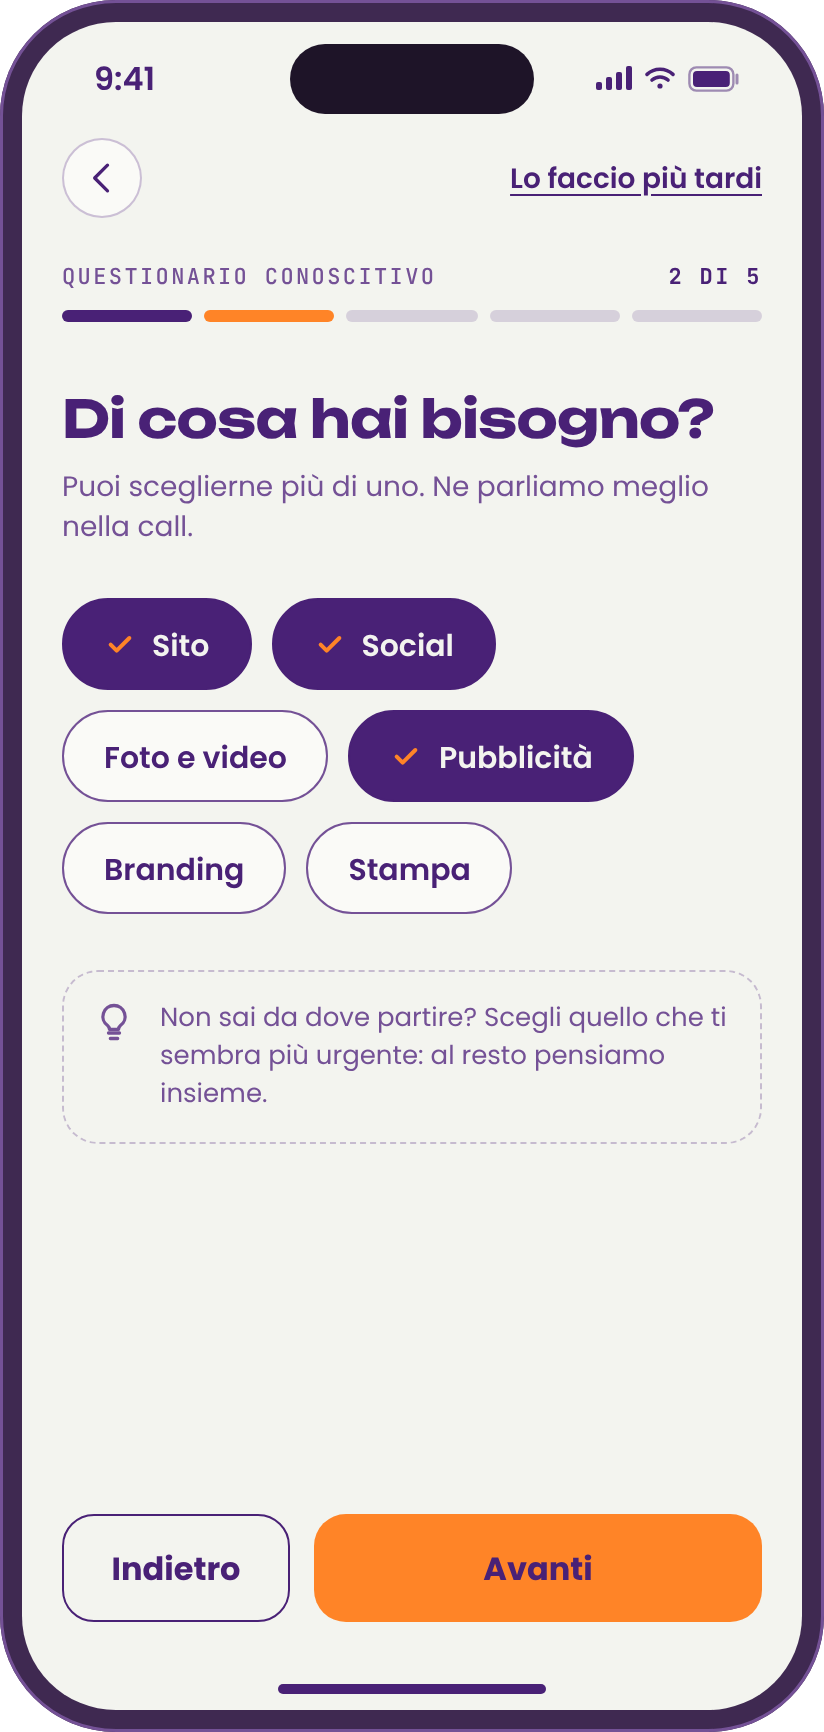 9:41
Lo faccio più tardi
QUESTIONARIO CONOSCITIVO
2 DI 5
Di cosa hai bisogno?
Puoi sceglierne più di uno. Ne parliamo meglio
nella call.
Sito
Social
Foto e video
Pubblicità
Branding
Stampa
Non sai da dove partire? Scegli quello che ti
sembra più urgente: al resto pensiamo
insieme.
Indietro
Avanti